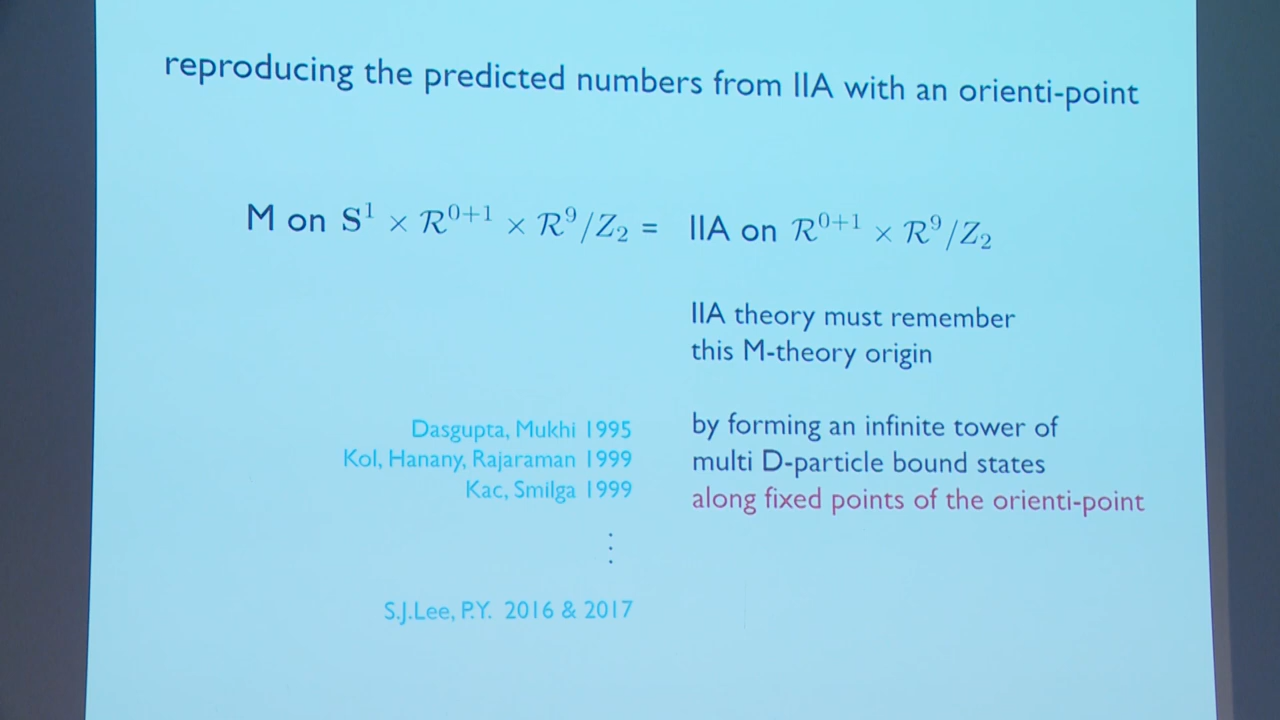 reproducing the predicted numbers from IIA with an orienti-point
M on S¹ × ℛ⁰⁺¹ × ℛ⁹/Z₂ = IIA on ℛ⁰⁺¹ × ℛ⁹/Z₂
IIA theory must remember
this M-theory origin
Dasgupta, Mukhi 1995
Kol, Hanany, Rajaraman 1999
Kac, Smilga 1999
⋮
S.J.Lee, P.Y. 2016 & 2017
by forming an infinite tower of
multi D-particle bound states
along fixed points of the orienti-point